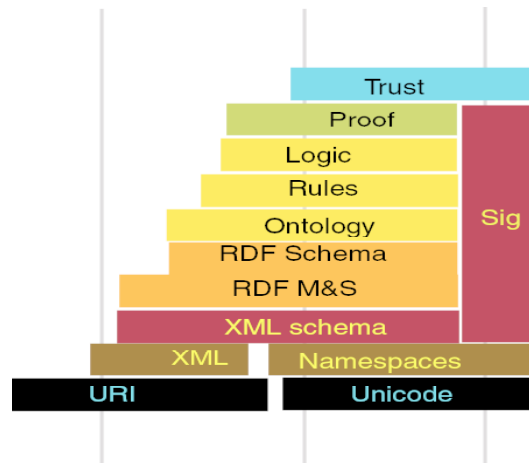 Trust
Proof
Logic
Rules
Sig
Ontology
RDF Schema
RDF M&S
XML schema
XML Namespaces
URI Unicode